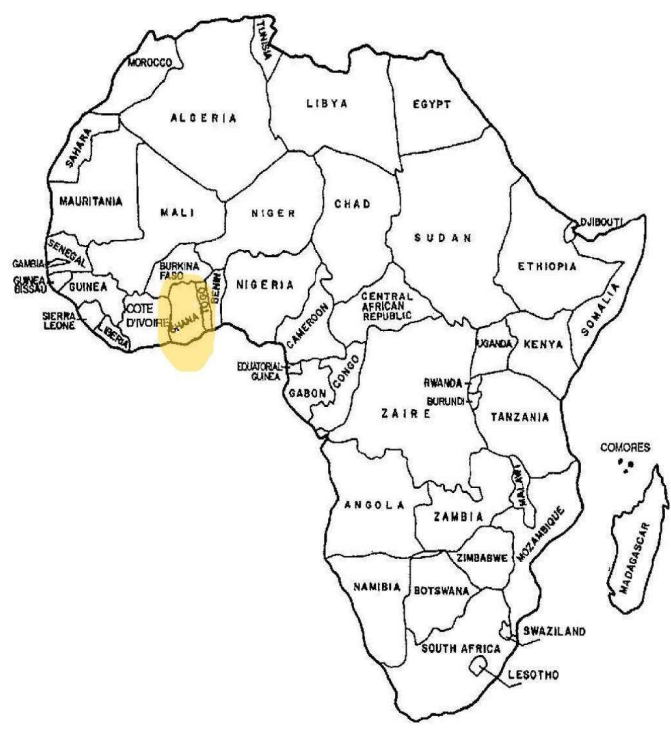 TUNISIA
MOROCCO
ALGERIA
LIBYA
EGYPT
SAHARA
MAURITANIA
MALI
NIGER
CHAD
SUDAN
DJIBOUTI
SENEGAL
GAMBIA
BURKINA
FASO
ETHIOPIA
GUINEA
BISSAU
GUINEA
COTE
D'IVOIRE
GHANA
TOGO
BENIN
NIGERIA
CENTRAL
AFRICAN
REPUBLIC
SOMALIA
SIERRA
LEONE
LIBERIA
CAMEROON
UGANDA
KENYA
EQUATORIAL
GUINEA
GABON
CONGO
RWANDA
BURUNDI
ZAIRE
TANZANIA
COMORES
ANGOLA
ZAMBIA
MALAWI
MOZAMBIQUE
ZIMBABWE
MADAGASCAR
NAMIBIA
BOTSWANA
SWAZILAND
SOUTH AFRICA
LESOTHO